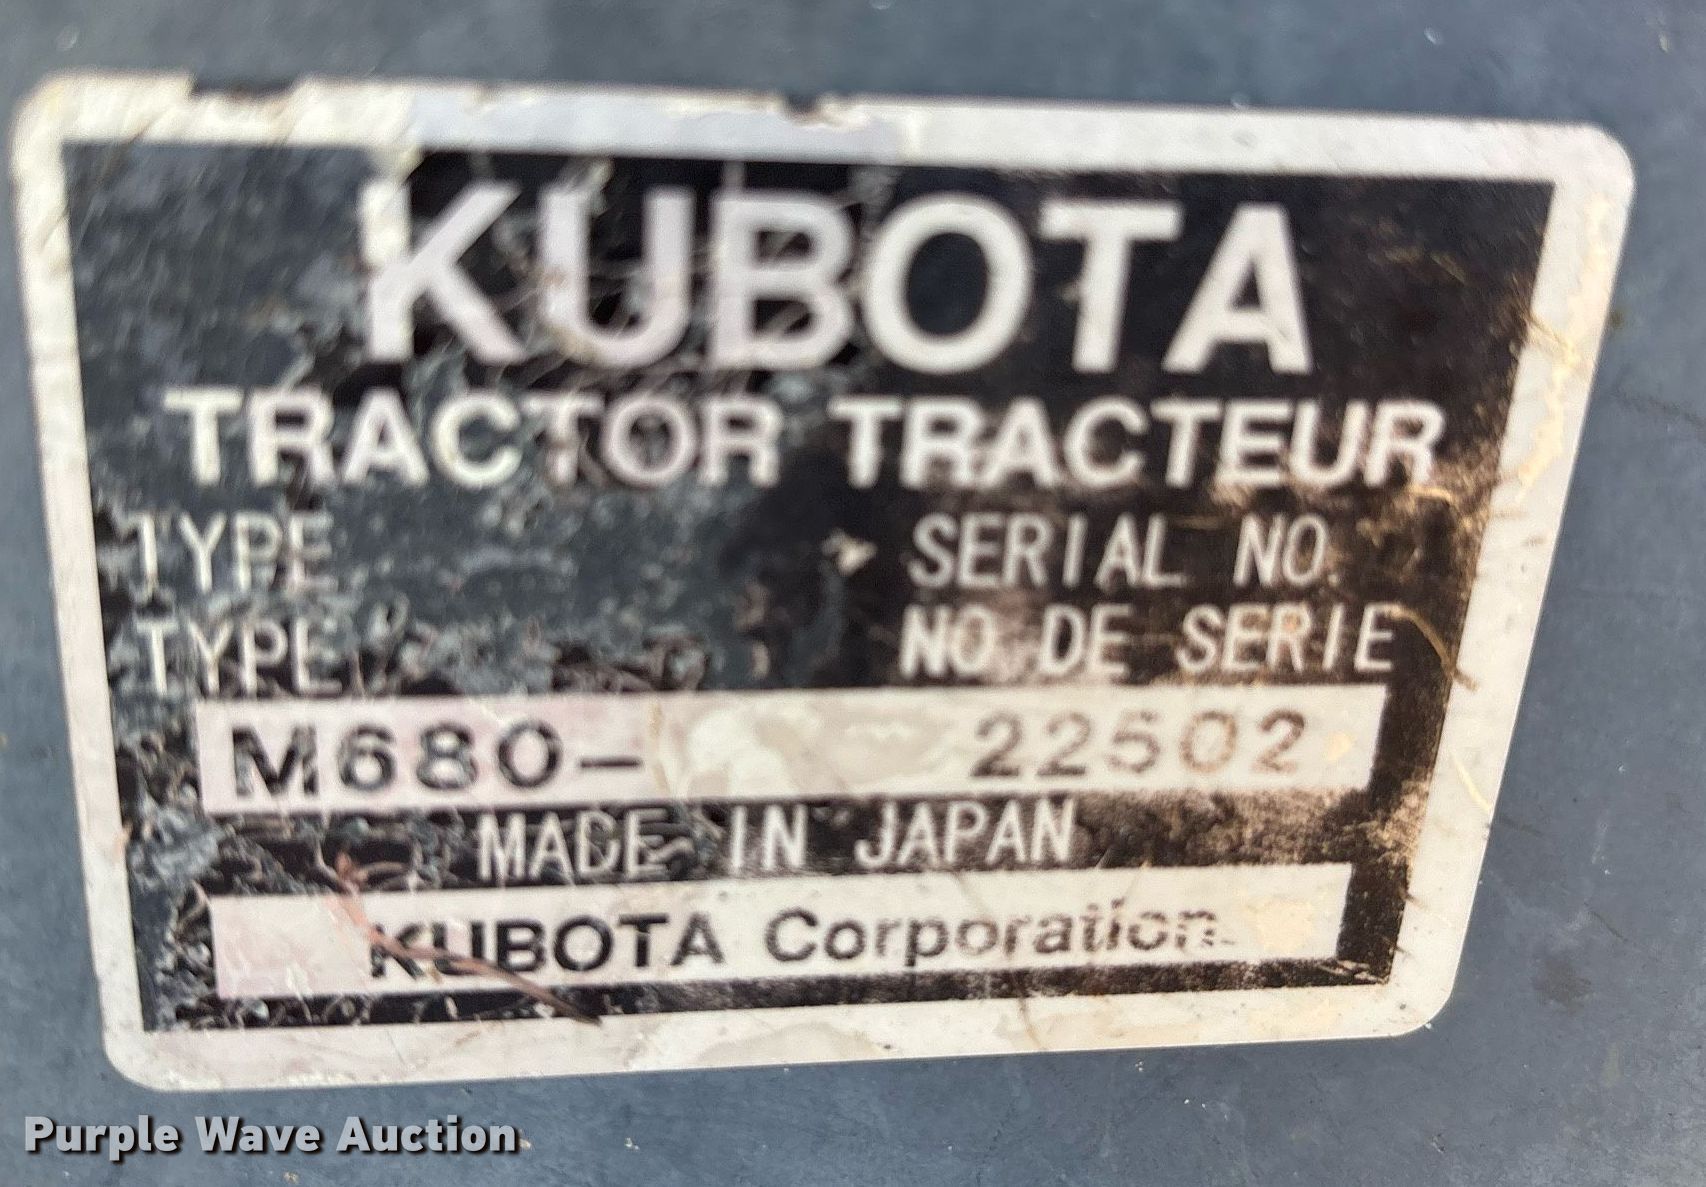 KUBOTA
TRACTOR TRACTEUR
TYPE SERIAL NO.
TYPE NO DE SERIE
M680- 22502
MADE IN JAPAN
KUBOTA Corporation.
Purple Wave Auction